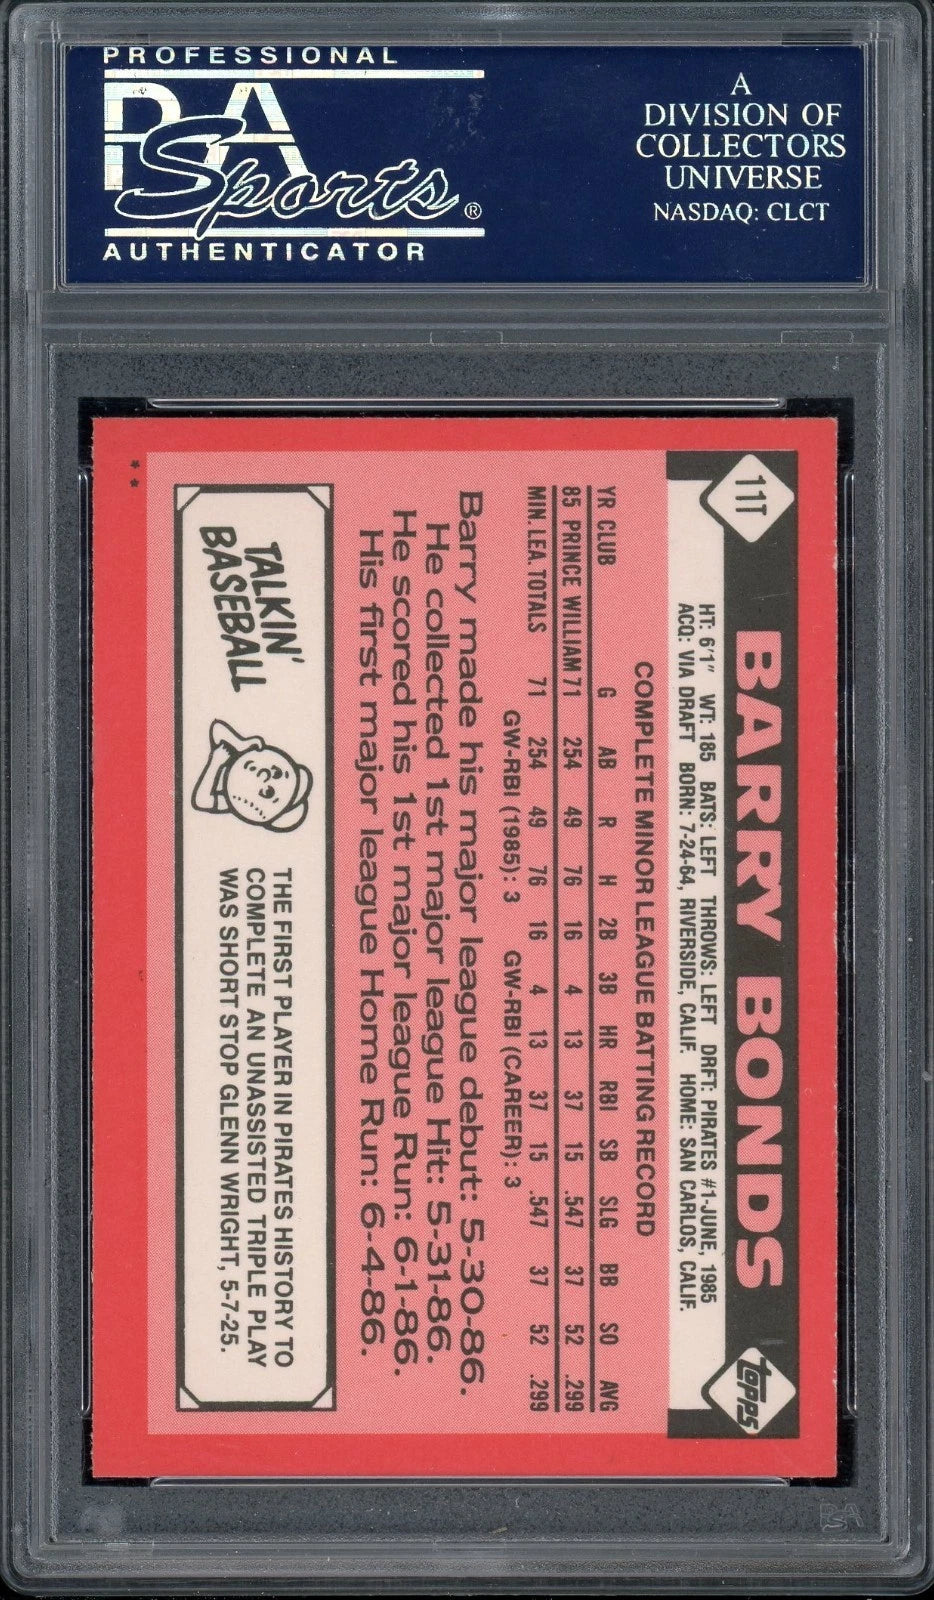 PROFESSIONAL
PSA
Sports®
AUTHENTICATOR
A
DIVISION OF
COLLECTORS
UNIVERSE
NASDAQ: CLCT
11T
BARRY BONDS
topps
HT: 6'1" WT: 185 BATS: LEFT THROWS: LEFT DRFT: PIRATES #1-JUNE, 1985
ACQ: VIA DRAFT BORN: 7-24-64, RIVERSIDE, CALIF. HOME: SAN CARLOS, CALIF.
COMPLETE MINOR LEAGUE BATTING RECORD
YR CLUB G AB R H 2B 3B HR RBI SB SLG BB SO AVG
85 PRINCE WILLIAM 71 254 49 76 16 4 13 37 15 .547 37 52 .299
MIN. LEA. TOTALS 71 254 49 76 16 4 13 37 15 .547 37 52 .299
GW-RBI (1985): 3 GW-RBI (CAREER): 3
Barry made his major league debut: 5-30-86.
He collected 1st major league Hit: 5-31-86.
He scored his 1st major league Run: 6-1-86.
His first major league Home Run: 6-4-86.
TALKIN'
BASEBALL
THE FIRST PLAYER IN PIRATES HISTORY TO
COMPLETE AN UNASSISTED TRIPLE PLAY
WAS SHORT STOP GLENN WRIGHT, 5-7-25.
**
PSA